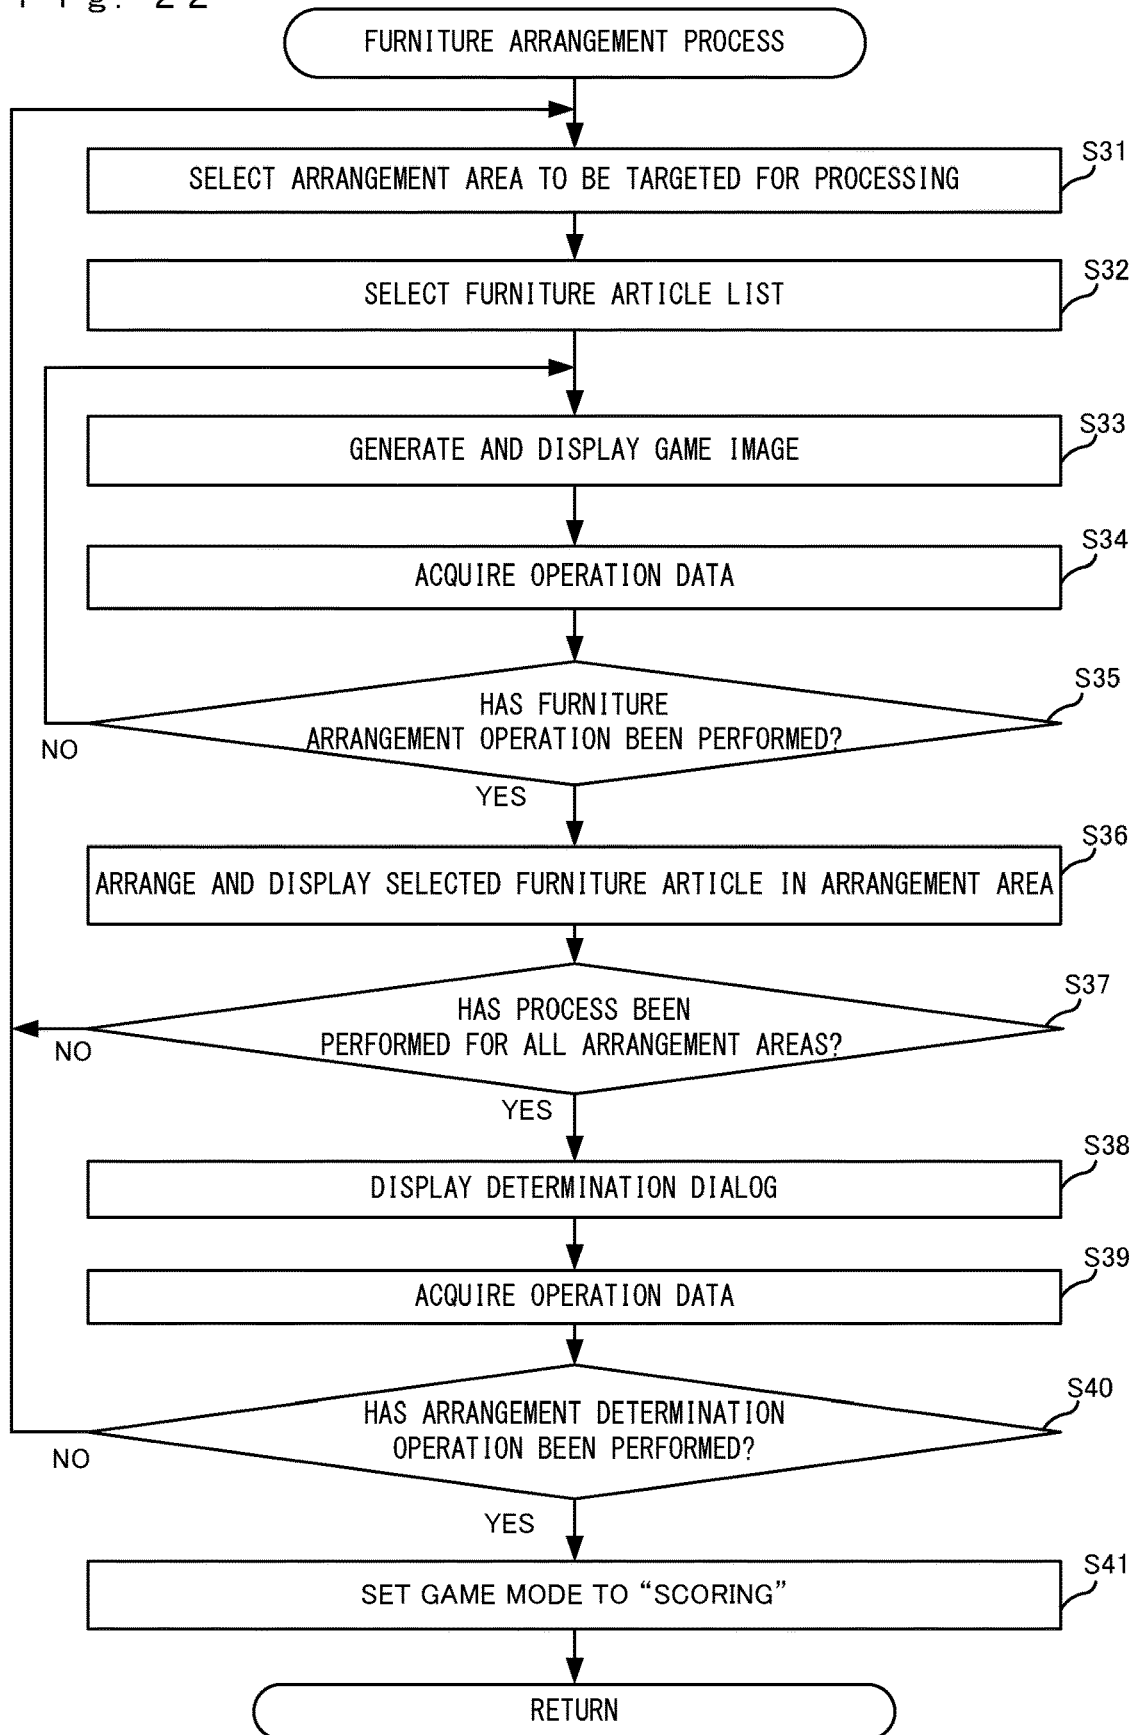 Fig. 22
FURNITURE ARRANGEMENT PROCESS
S31
SELECT ARRANGEMENT AREA TO BE TARGETED FOR PROCESSING
S32
SELECT FURNITURE ARTICLE LIST
S33
GENERATE AND DISPLAY GAME IMAGE
S34
ACQUIRE OPERATION DATA
S35
HAS FURNITURE
ARRANGEMENT OPERATION BEEN PERFORMED?
NO
YES
S36
ARRANGE AND DISPLAY SELECTED FURNITURE ARTICLE IN ARRANGEMENT AREA
S37
HAS PROCESS BEEN
PERFORMED FOR ALL ARRANGEMENT AREAS?
NO
YES
S38
DISPLAY DETERMINATION DIALOG
S39
ACQUIRE OPERATION DATA
S40
HAS ARRANGEMENT DETERMINATION
OPERATION BEEN PERFORMED?
NO
YES
S41
SET GAME MODE TO “SCORING”
RETURN